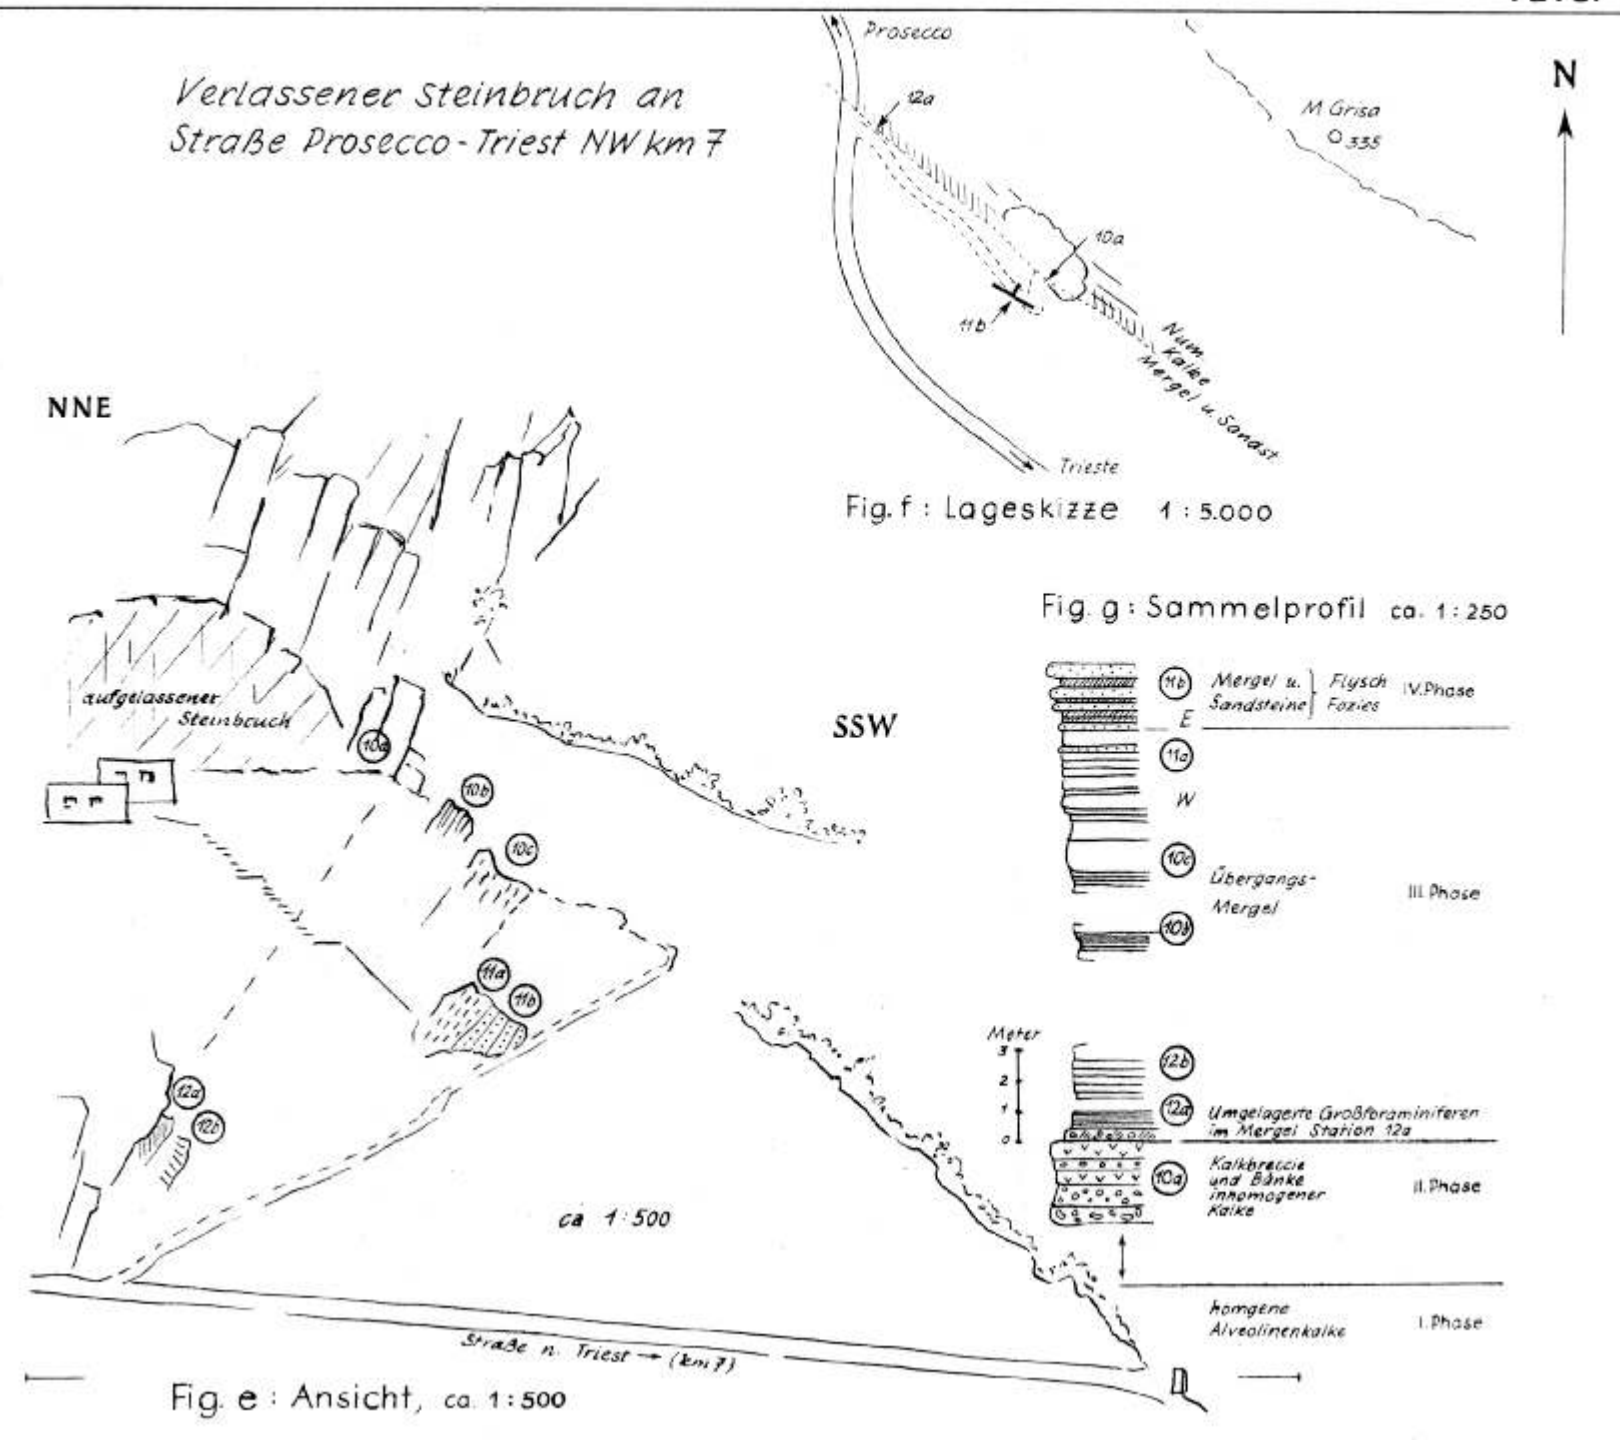 Verlassener Steinbruch an
Straße Prosecco-Triest NW km 7
Prosecco
12a
M Grisa
335
N
10a
11b
Num.
Kalke
Mergel u. Sandst.
Trieste
Fig. f : Lageskizze 1 : 5.000
NNE
aufgelassener
Steinbruch
10a
10b
10c
11a
11b
12a
12b
SSW
ca 1:500
Straße n. Triest → (km 7)
Fig. e : Ansicht, ca. 1:500
Fig. g : Sammelprofil ca. 1:250
11b Mergel u. Sandsteine } Flysch Fazies IV. Phase
E
11a
W
10c
Übergangs-
Mergel
III. Phase
10b
Meter
3
2
1
0
12b
12a Umgelagerte Großforaminiferen
im Mergel Station 12a
10a Kalkbreccie
und Bänke
inhomogener
Kalke
II. Phase
homgene
Alveolinenkalke
I. Phase